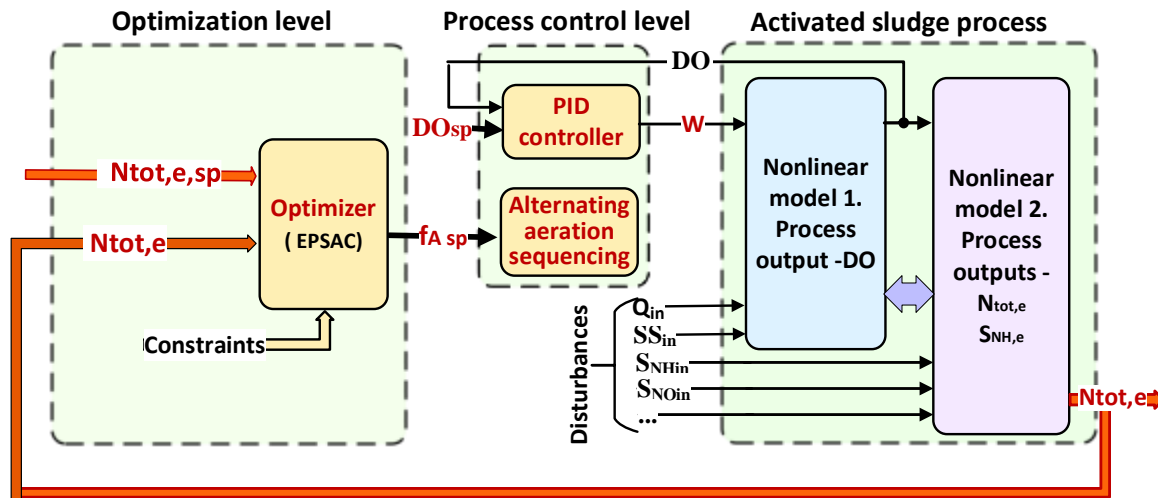 Optimization level
Process control level
Activated sludge process
DO
PID
controller
DOsp
W
Ntot,e,sp
Optimizer
( EPSAC)
Ntot,e
fA sp
Alternating
aeration
sequencing
Constraints
Disturbances
Qin
SSin
SNHin
SNOin
...
Nonlinear
model 1.
Process
output -DO
Nonlinear
model 2.
Process
outputs -
Ntot,e
SNH,e
Ntot,e